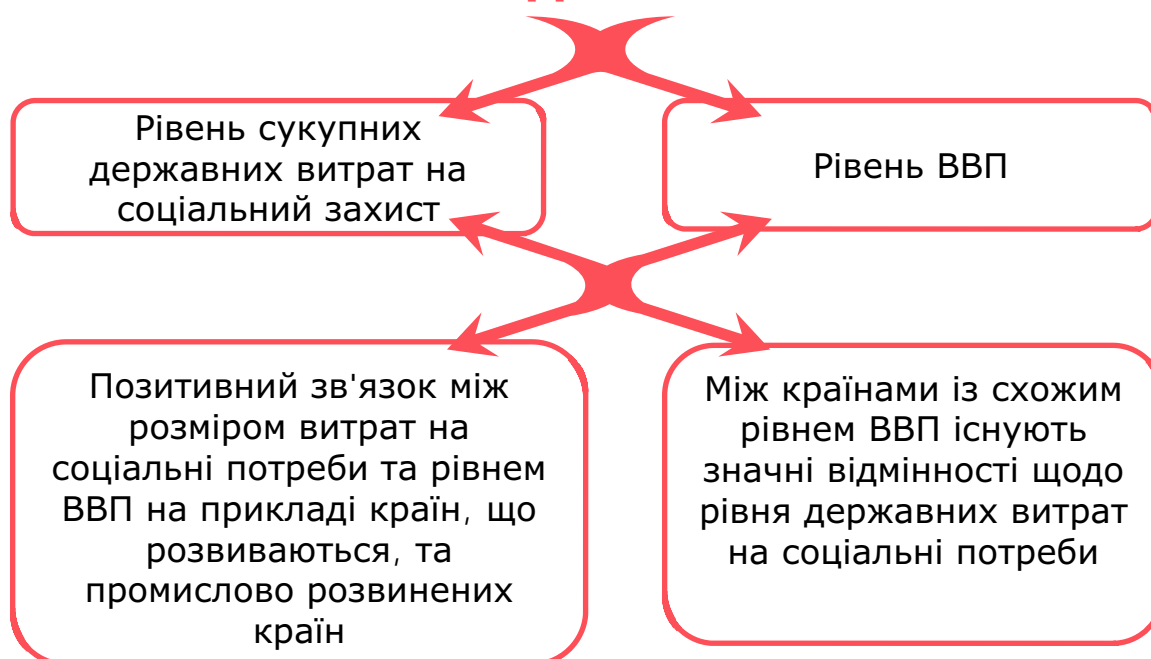 Рівень сукупних
державних витрат на
соціальний захист
Рівень ВВП
Позитивний зв'язок між
розміром витрат на
соціальні потреби та рівнем
ВВП на прикладі країн, що
розвиваються, та
промислово розвинених
країн
Між країнами із схожим
рівнем ВВП існують
значні відмінності щодо
рівня державних витрат
на соціальні потреби